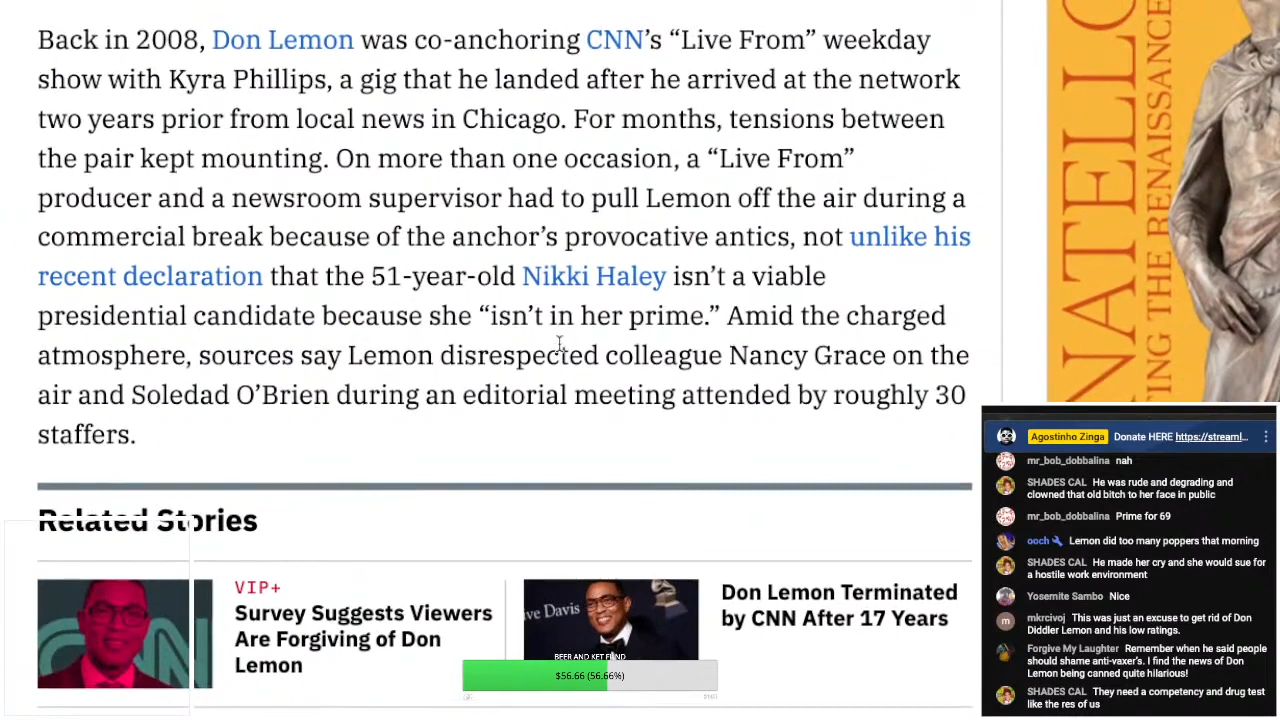 Back in 2008, Don Lemon was co-anchoring CNN’s “Live From” weekday
show with Kyra Phillips, a gig that he landed after he arrived at the network
two years prior from local news in Chicago. For months, tensions between
the pair kept mounting. On more than one occasion, a “Live From”
producer and a newsroom supervisor had to pull Lemon off the air during a
commercial break because of the anchor’s provocative antics, not unlike his
recent declaration that the 51-year-old Nikki Haley isn’t a viable
presidential candidate because she “isn’t in her prime.” Amid the charged
atmosphere, sources say Lemon disrespected colleague Nancy Grace on the
air and Soledad O’Brien during an editorial meeting attended by roughly 30
staffers.
Related Stories
VIP+
Survey Suggests Viewers
Are Forgiving of Don
Lemon
CNN
ve Davis
Don Lemon Terminated
by CNN After 17 Years
BEER AND KET FUND
$56.66 (56.66%)
NATELLO
TING THE RENAISSANCE
Agostinho Zinga Donate HERE https://streaml...
mr_bob_dobbalina nah
SHADES CAL He was rude and degrading and
clowned that old bitch to her face in public
mr_bob_dobbalina Prime for 69
ooch Lemon did too many poppers that morning
SHADES CAL He made her cry and she would sue for
a hostile work environment
Yosemite Sambo Nice
m mkrcivoj This was just an excuse to get rid of Don
Diddler Lemon and his low ratings.
Forgive My Laughter Remember when he said people
should shame anti-vaxer's. I find the news of Don
Lemon being canned quite hilarious!
SHADES CAL They need a competency and drug test
like the res of us